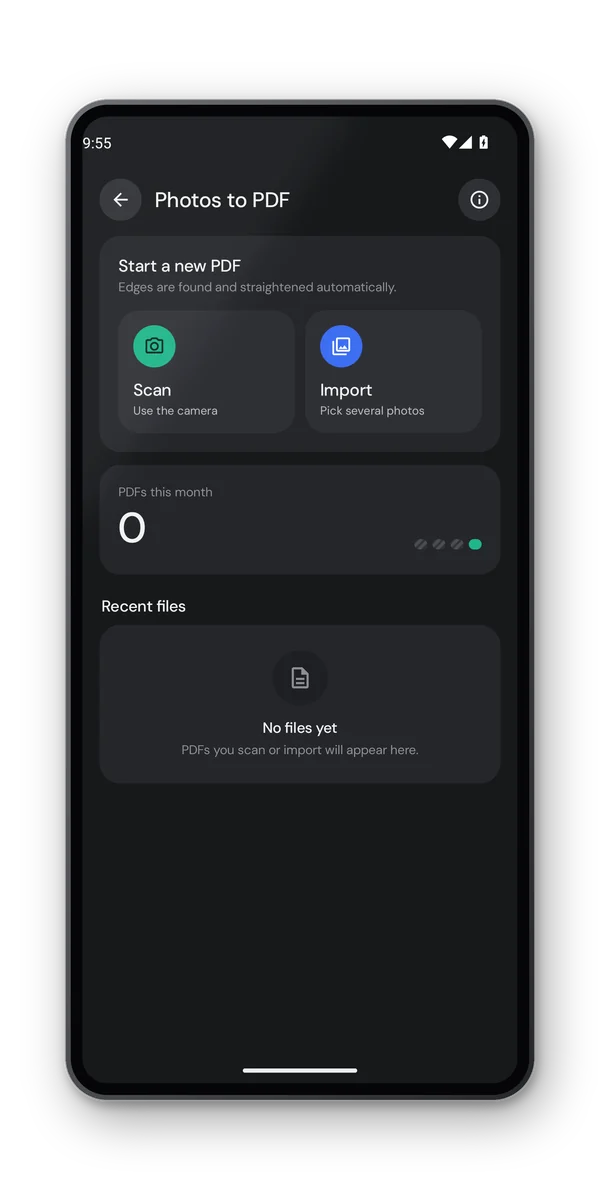 9:55
Photos to PDF
Start a new PDF
Edges are found and straightened automatically.
Scan
Use the camera
Import
Pick several photos
PDFs this month
0
Recent files
No files yet
PDFs you scan or import will appear here.